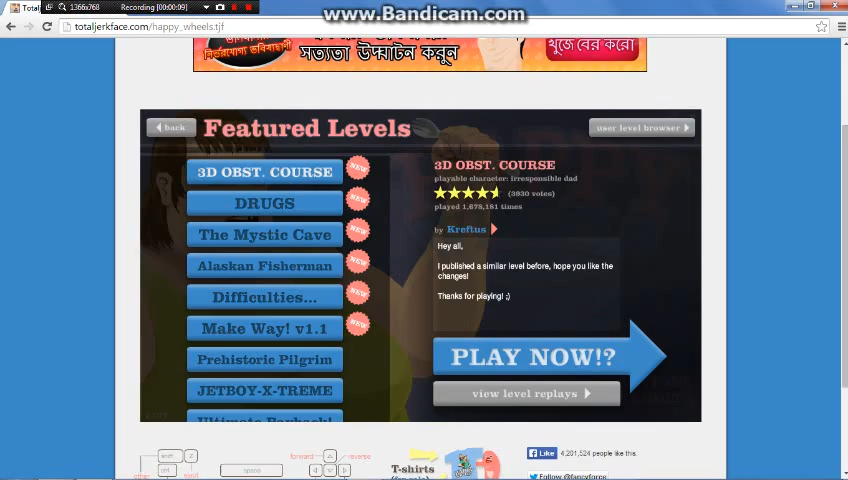 Totalj
1366x768
Recording [00:00:09]
www.Bandicam.com
totaljerkface.com/happy_wheels.tjf
সত্যতা উদ্ঘাটন করুন
খুঁজে বের করো
back
Featured Levels
user level browser
3D OBST. COURSE
NEW
DRUGS
NEW
The Mystic Cave
NEW
Alaskan Fisherman
NEW
Difficulties...
NEW
Make Way! v1.1
NEW
Prehistoric Pilgrim
JETBOY-X-TREME
Ultimate Payback!
3D OBST. COURSE
playable character: irresponsible dad
(3930 votes)
played 1,678,181 times
by Kreftus
Hey all,
I published a similar level before, hope you like the
changes!
Thanks for playing! ;)
PLAY NOW!?
view level replays
shift
Z
ctrl
space
forward
reverse
T-shirts
Like
4,201,524 people like this.
Follow @fancyforce